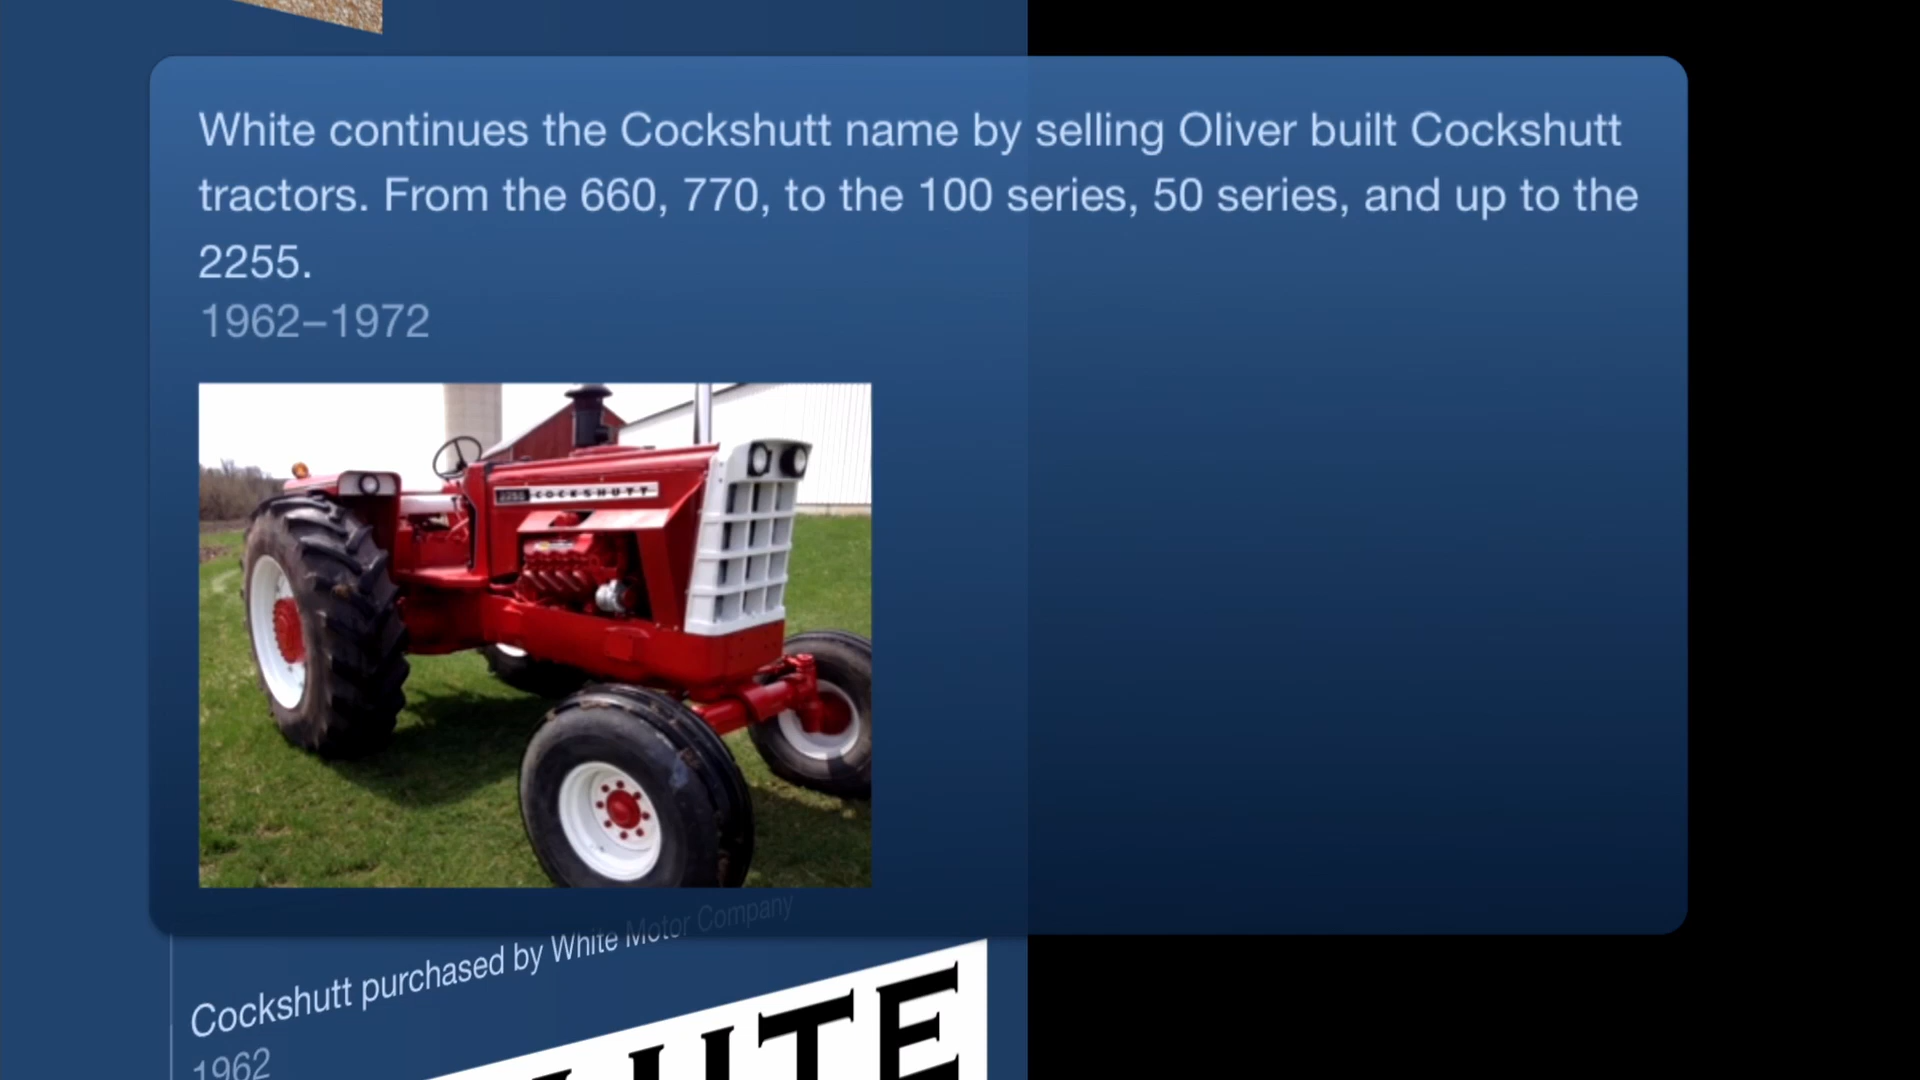 White continues the Cockshutt name by selling Oliver built Cockshutt
tractors. From the 660, 770, to the 100 series, 50 series, and up to the
2255.
1962–1972
2255 COCKSHUTT
Cockshutt purchased by White Motor Company
1962